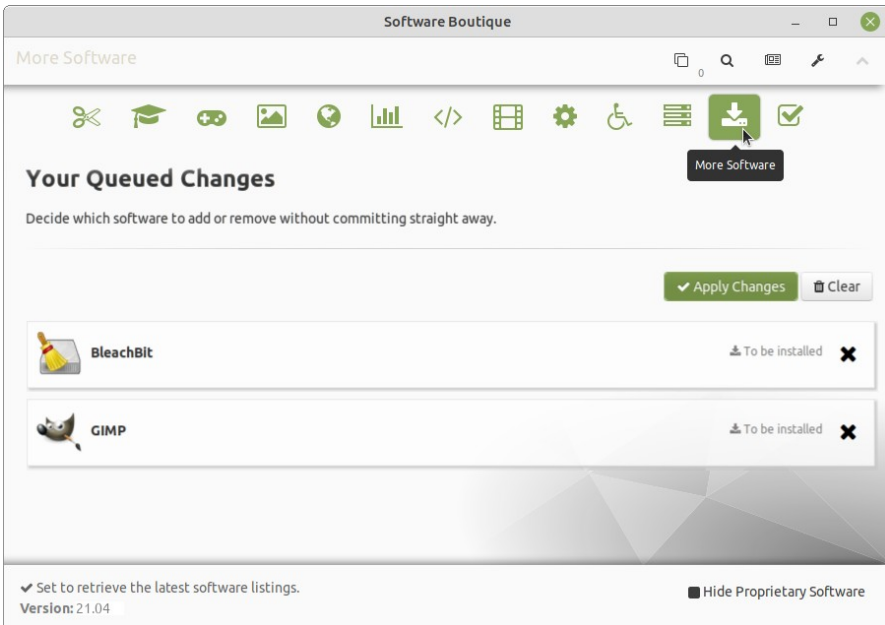 Software Boutique
More Software
0
More Software
Your Queued Changes
Decide which software to add or remove without committing straight away.
Apply Changes
Clear
BleachBit
To be installed
GIMP
To be installed
Set to retrieve the latest software listings.
Hide Proprietary Software
Version: 21.04